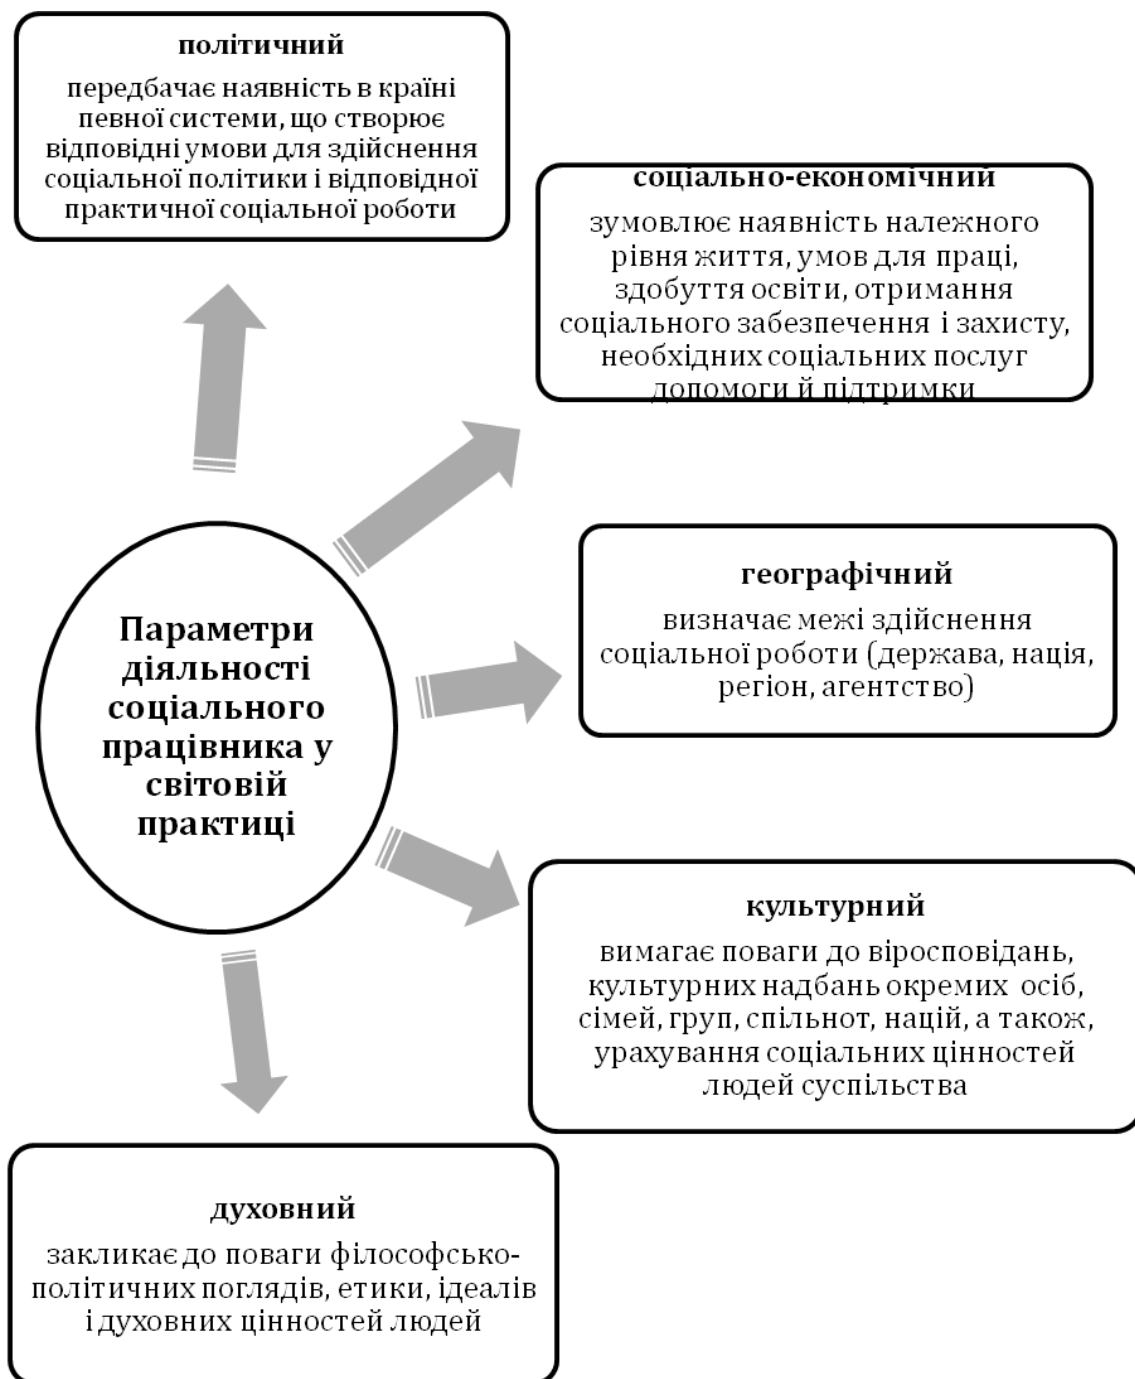 політичний
передбачає наявність в країні
певної системи, що створює
відповідні умови для здійснення
соціальної політики і відповідної
практичної соціальної роботи
соціально-економічний
зумовлює наявність належного
рівня життя, умов для праці,
здобуття освіти, отримання
соціального забезпечення і захисту,
необхідних соціальних послуг
допомоги й підтримки
географічний
визначає межі здійснення
соціальної роботи (держава, нація,
регіон, агентство)
Параметри
діяльності
соціального
працівника у
світовій
практиці
культурний
вимагає поваги до віросповідань,
культурних надбань окремих осіб,
сімей, груп, спільнот, націй, а також,
урахування соціальних цінностей
людей суспільства
духовний
закликає до поваги філософсько-
політичних поглядів, етики, ідеалів
і духовних цінностей людей